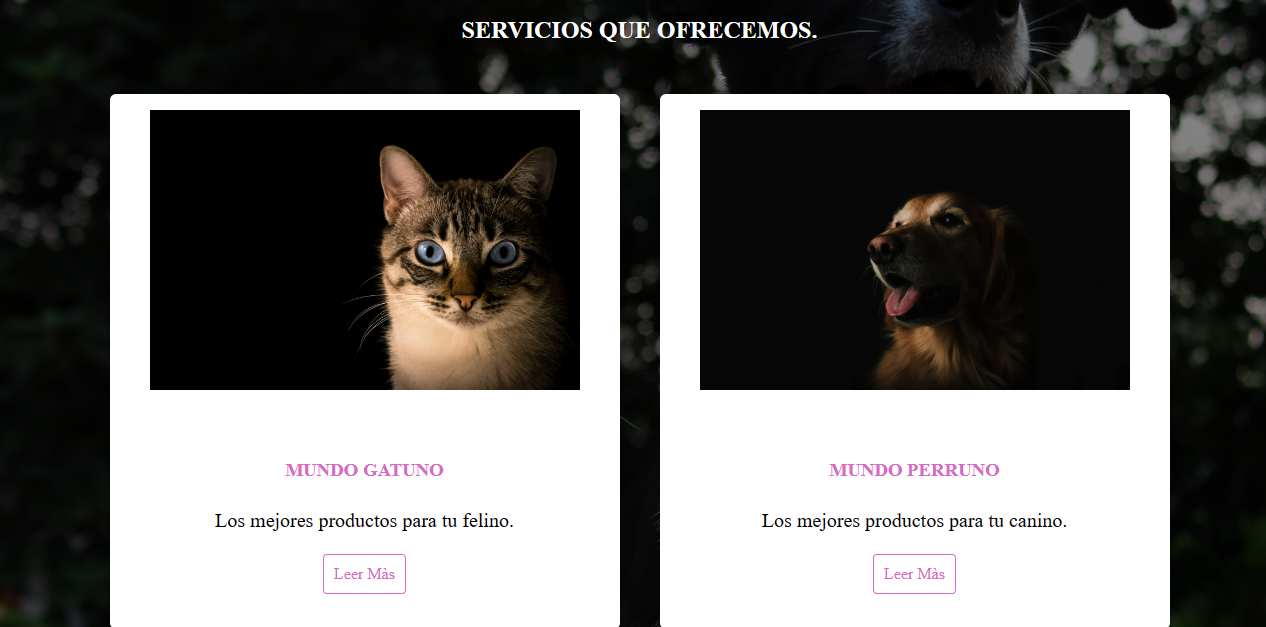 SERVICIOS QUE OFRECEMOS.
MUNDO GATUNO
Los mejores productos para tu felino.
Leer Màs
MUNDO PERRUNO
Los mejores productos para tu canino.
Leer Màs